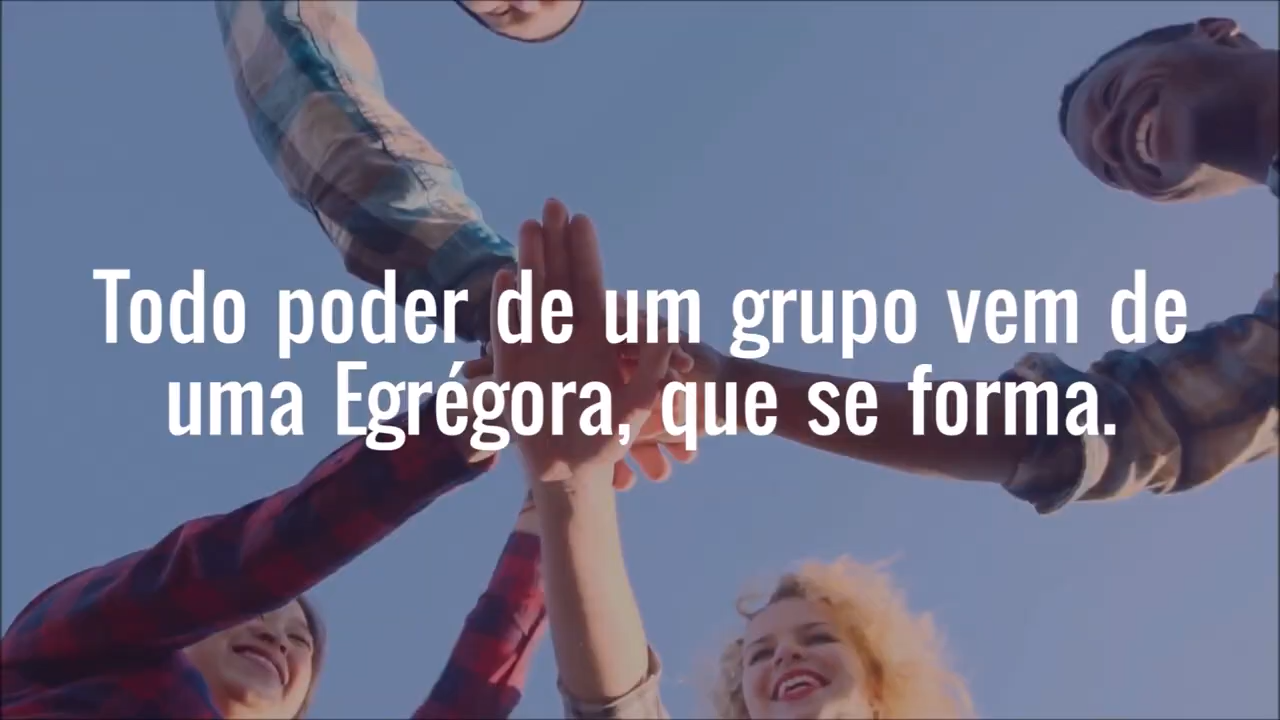 Todo poder de um grupo vem de
uma Egrégora, que se forma.